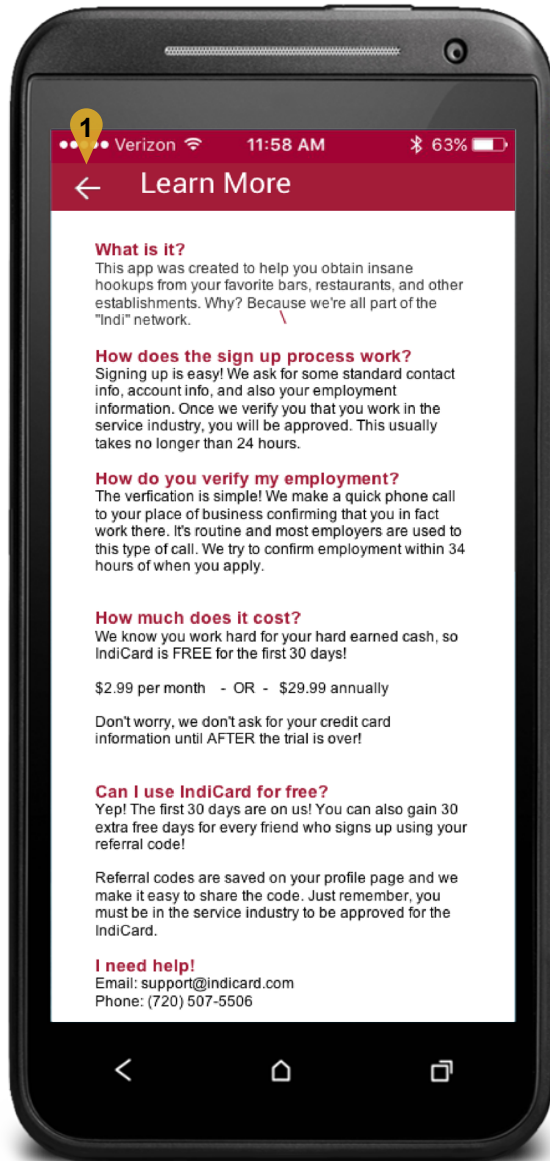 1
Verizon 11:58 AM 63%
Learn More
What is it?
This app was created to help you obtain insane
hookups from your favorite bars, restaurants, and other
establishments. Why? Because we're all part of the
"Indi" network.
\
How does the sign up process work?
Signing up is easy! We ask for some standard contact
info, account info, and also your employment
information. Once we verify you that you work in the
service industry, you will be approved. This usually
takes no longer than 24 hours.
How do you verify my employment?
The verfication is simple! We make a quick phone call
to your place of business confirming that you in fact
work there. It's routine and most employers are used to
this type of call. We try to confirm employment within 34
hours of when you apply.
How much does it cost?
We know you work hard for your hard earned cash, so
IndiCard is FREE for the first 30 days!
$2.99 per month - OR - $29.99 annually
Don't worry, we don't ask for your credit card
information until AFTER the trial is over!
Can I use IndiCard for free?
Yep! The first 30 days are on us! You can also gain 30
extra free days for every friend who signs up using your
referral code!
Referral codes are saved on your profile page and we
make it easy to share the code. Just remember, you
must be in the service industry to be approved for the
IndiCard.
I need help!
Email: support@indicard.com
Phone: (720) 507-5506